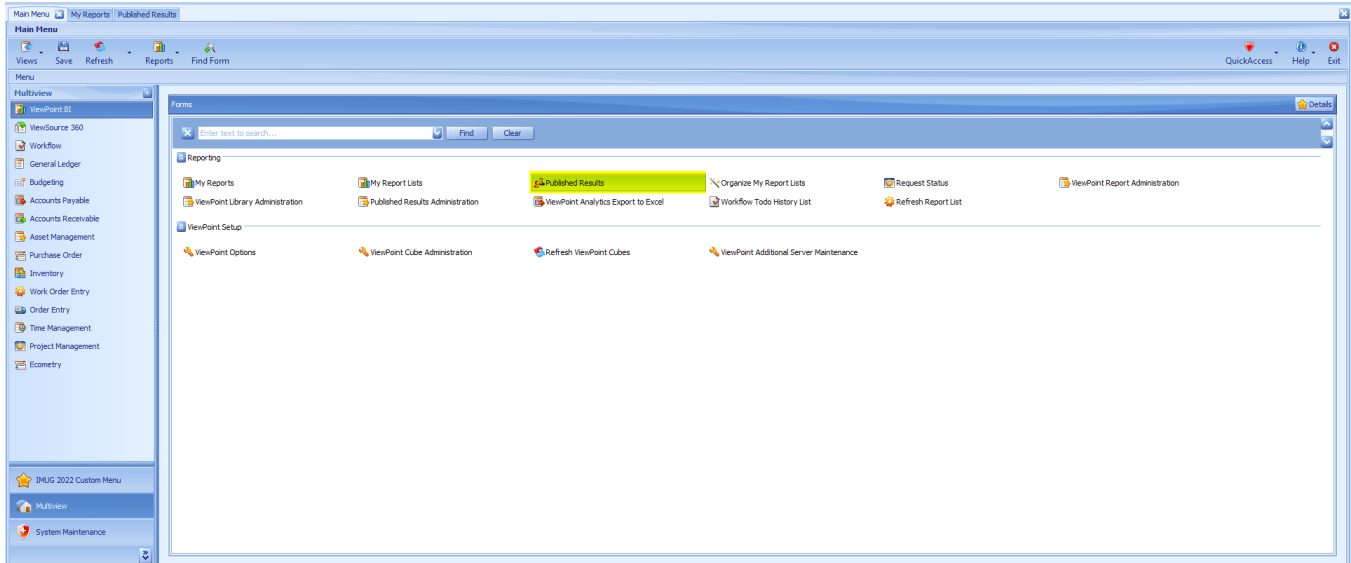 Main Menu My Reports Published Results
Main Menu
Views Save Refresh Reports Find Form QuickAccess Help Exit
Menu
Multiview
ViewPoint BI
ViewSource 360
Workflow
General Ledger
Budgeting
Accounts Payable
Accounts Receivable
Asset Management
Purchase Order
Inventory
Work Order Entry
Order Entry
Time Management
Project Management
Ecometry
IMUG 2022 Custom Menu
Multiview
System Maintenance
Forms Details
Enter text to search... Find Clear
Reporting
My Reports My Report Lists Published Results Organize My Report Lists Request Status ViewPoint Report Administration
ViewPoint Library Administration Published Results Administration ViewPoint Analytics Export to Excel Workflow Todo History List Refresh Report List
ViewPoint Setup
ViewPoint Options ViewPoint Cube Administration Refresh ViewPoint Cubes ViewPoint Additional Server Maintenance